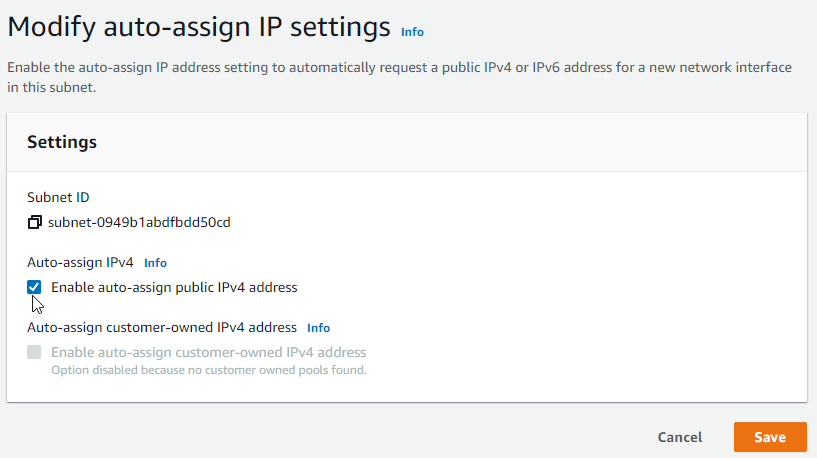 Modify auto-assign IP settings Info
Enable the auto-assign IP address setting to automatically request a public IPv4 or IPv6 address for a new network interface
in this subnet.
Settings
Subnet ID
subnet-0949b1abdfbdd50cd
Auto-assign IPv4 Info
Enable auto-assign public IPv4 address
Auto-assign customer-owned IPv4 address Info
Enable auto-assign customer-owned IPv4 address
Option disabled because no customer owned pools found.
Cancel Save